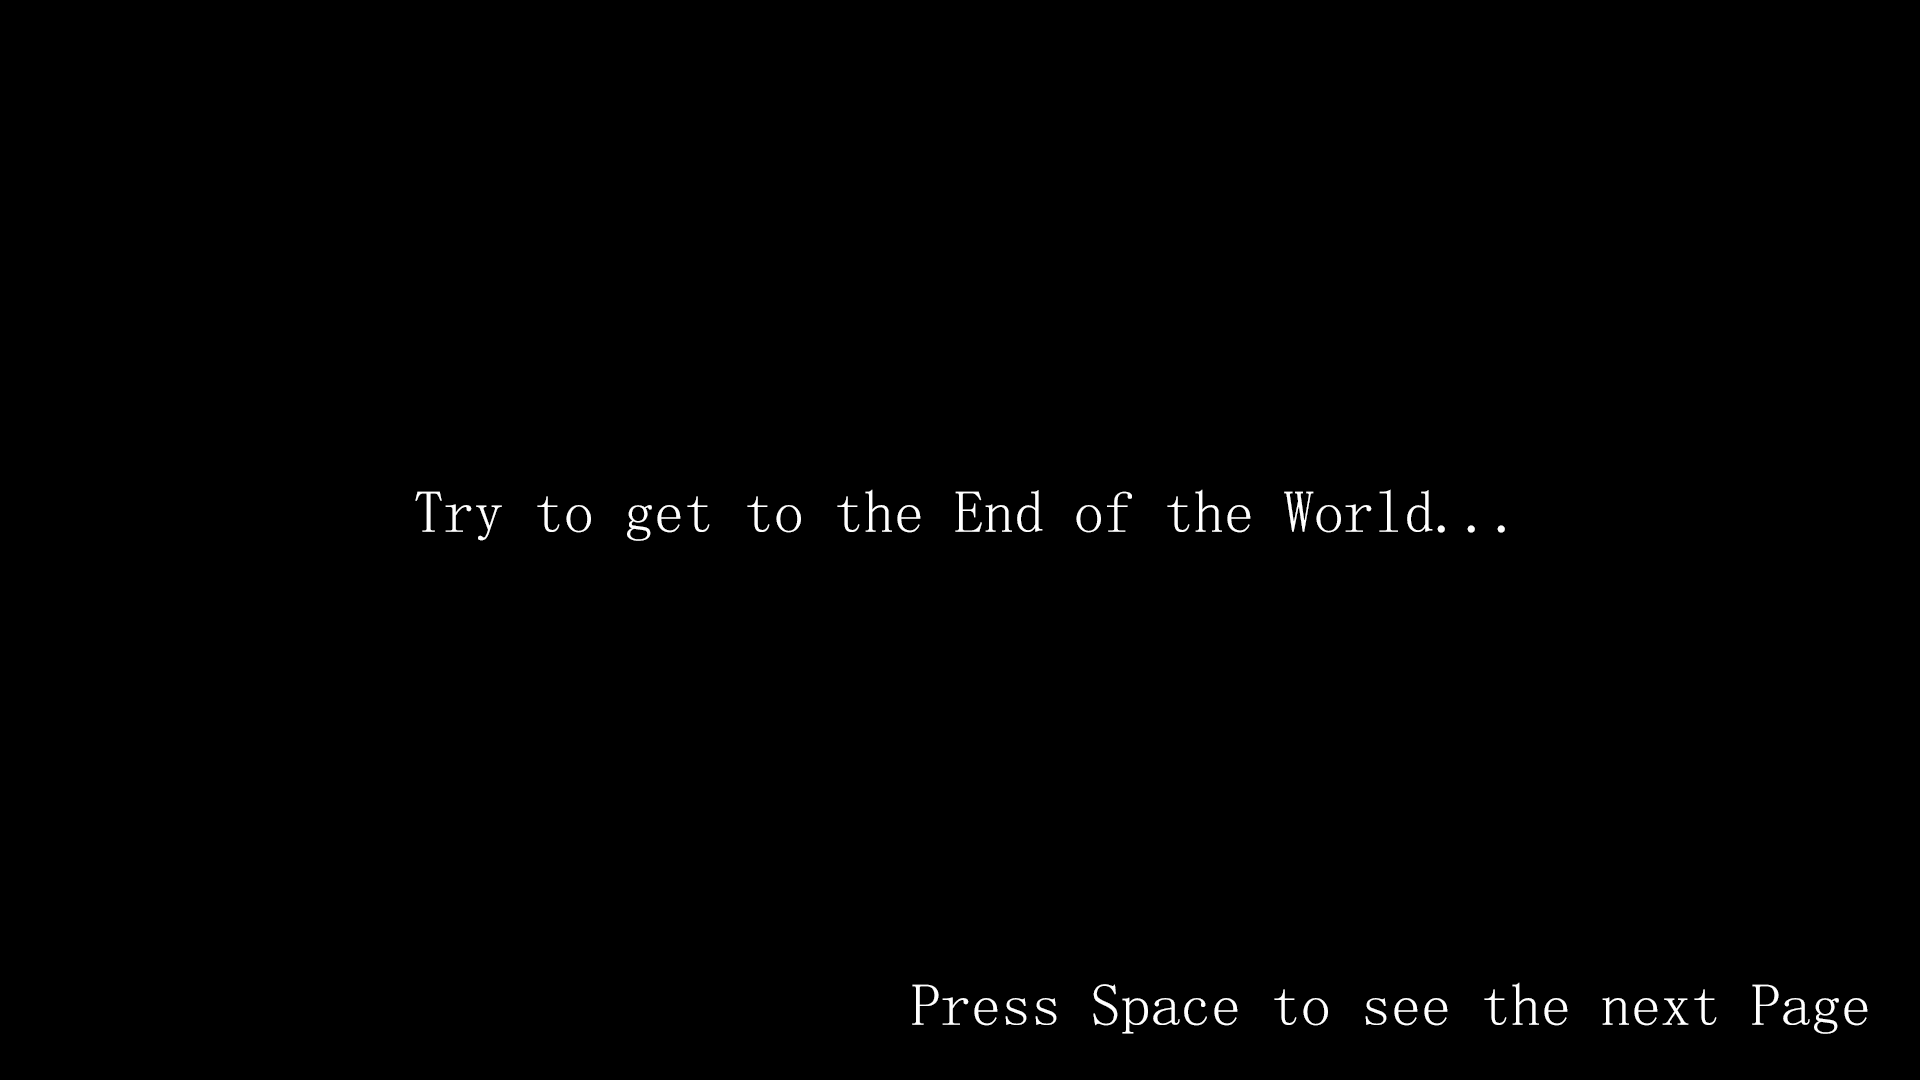 Try to get to the End of the World...
Press Space to see the next Page